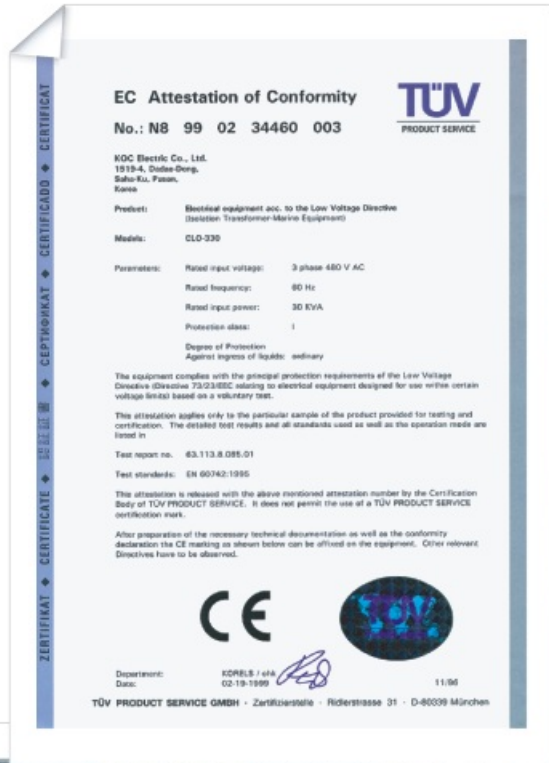 EC Attestation of Conformity
No.: N8 99 02 34460 003
TÜV
PRODUCT SERVICE
KOC Electric Co., Ltd.
1519-4, Dadae-Dong,
Saha-Ku, Pusan,
Korea
Product: Electrical equipment acc. to the Low Voltage Directive
(Isolation Transformer-Marine Equipment)
Models: CLD-330
Parameters: Rated input voltage: 3 phase 480 V AC
Rated frequency: 60 Hz
Rated input power: 30 KVA
Protection class: I
Degree of Protection
Against ingress of liquids: ordinary
The equipment complies with the principal protection requirements of the Low Voltage
Directive (Directive 73/23/EEC relating to electrical equipment designed for use within certain
voltage limits) based on a voluntary test.
This attestation applies only to the particular sample of the product provided for testing and
certification. The detailed test results and all standards used as well as the operation mode are
listed in
Test report no. 63.113.8.085.01
Test standards: EN 60742:1995
This attestation is released with the above mentioned attestation number by the Certification
Body of TÜV PRODUCT SERVICE. It does not permit the use of a TÜV PRODUCT SERVICE
certification mark.
After preparation of the necessary technical documentation as well as the conformity
declaration the CE marking as shown below can be affixed on the equipment. Other relevant
Directives have to be observed.
CE
TÜV
Department: KORELS / ohk
Date: 02-19-1999
11/96
TÜV PRODUCT SERVICE GMBH · Zertifizierstelle · Ridlerstrasse 31 · D-80339 München
ZERTIFIKAT ◆ CERTIFICATE ◆ ◆ СЕРТИФИКАТ ◆ CERTIFICADO ◆ CERTIFICAT